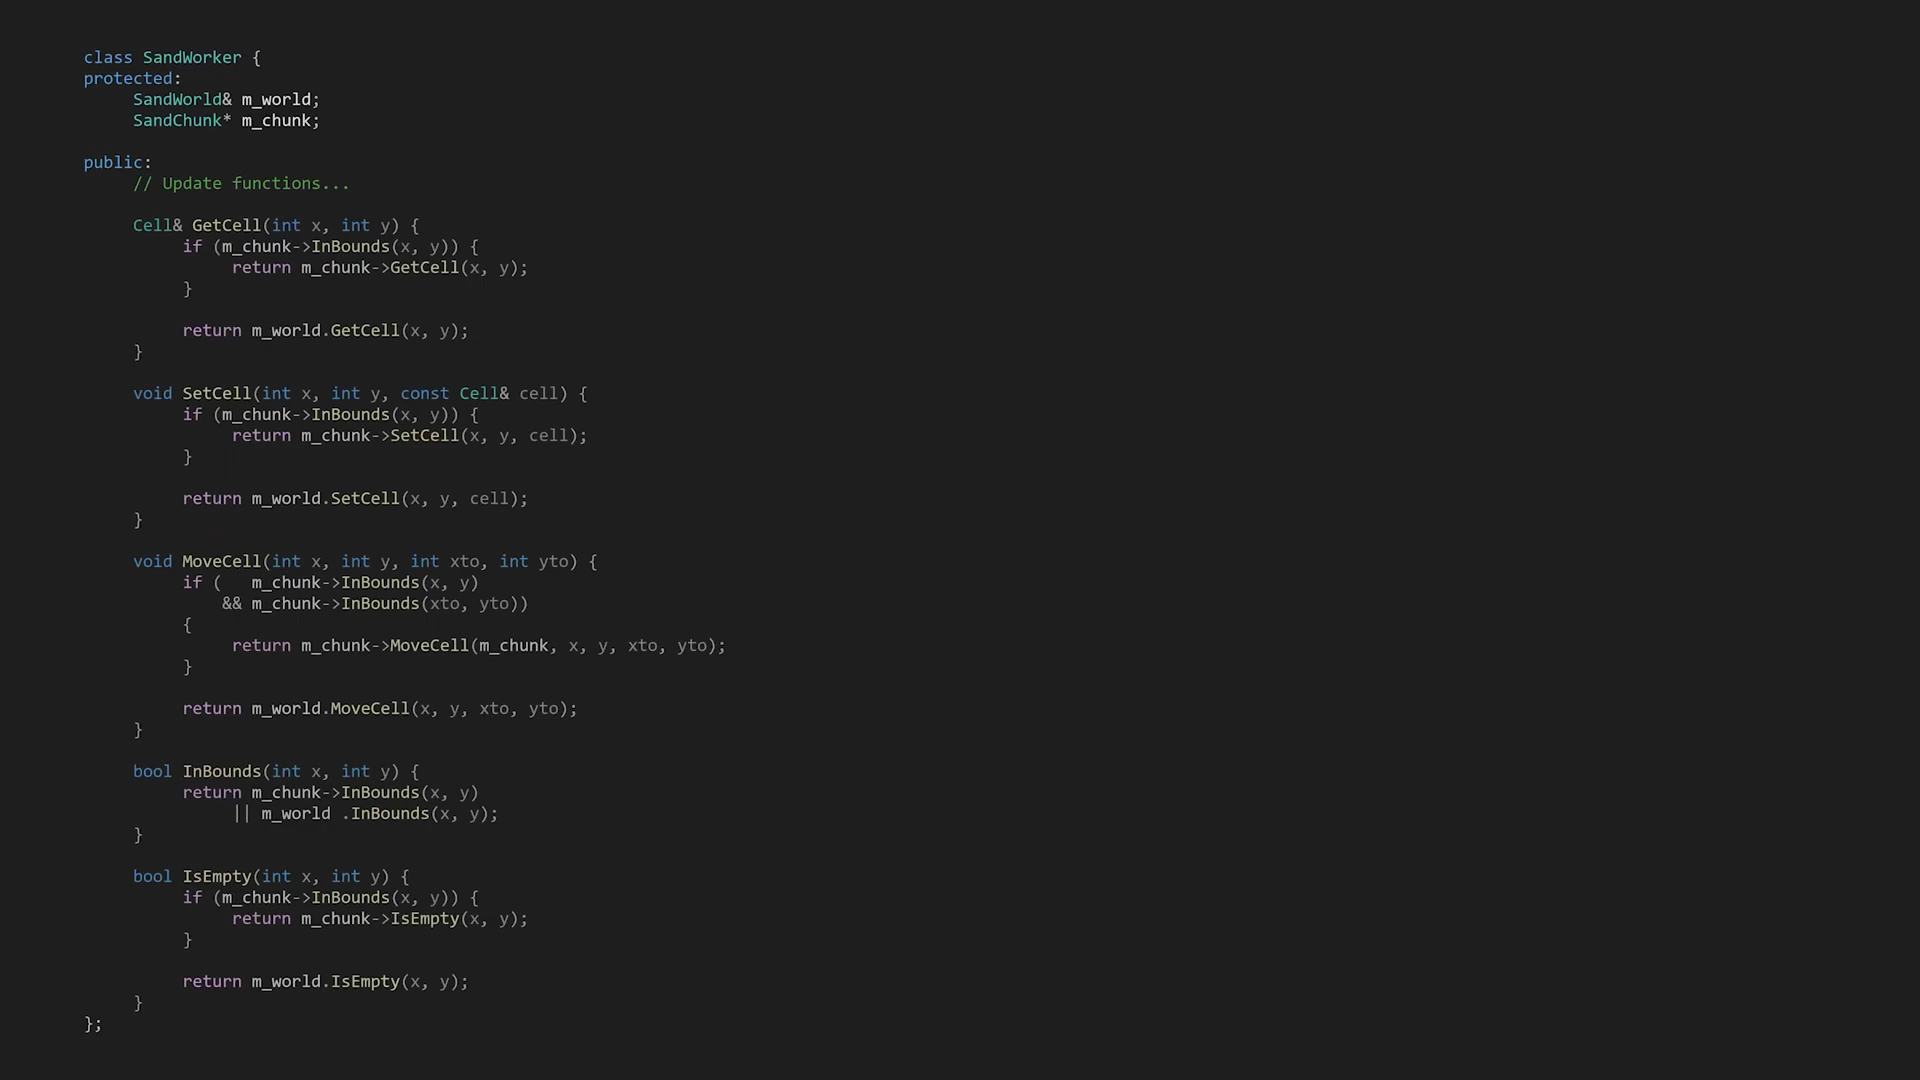 class SandWorker {
protected:
     SandWorld& m_world;
     SandChunk* m_chunk;

public:
     // Update functions...

     Cell& GetCell(int x, int y) {
          if (m_chunk->InBounds(x, y)) {
               return m_chunk->GetCell(x, y);
          }

          return m_world.GetCell(x, y);
     }

     void SetCell(int x, int y, const Cell& cell) {
          if (m_chunk->InBounds(x, y)) {
               return m_chunk->SetCell(x, y, cell);
          }

          return m_world.SetCell(x, y, cell);
     }

     void MoveCell(int x, int y, int xto, int yto) {
          if (   m_chunk->InBounds(x, y)
              && m_chunk->InBounds(xto, yto))
          {
               return m_chunk->MoveCell(m_chunk, x, y, xto, yto);
          }

          return m_world.MoveCell(x, y, xto, yto);
     }

     bool InBounds(int x, int y) {
          return m_chunk->InBounds(x, y)
               || m_world .InBounds(x, y);
     }

     bool IsEmpty(int x, int y) {
          if (m_chunk->InBounds(x, y)) {
               return m_chunk->IsEmpty(x, y);
          }

          return m_world.IsEmpty(x, y);
     }
};